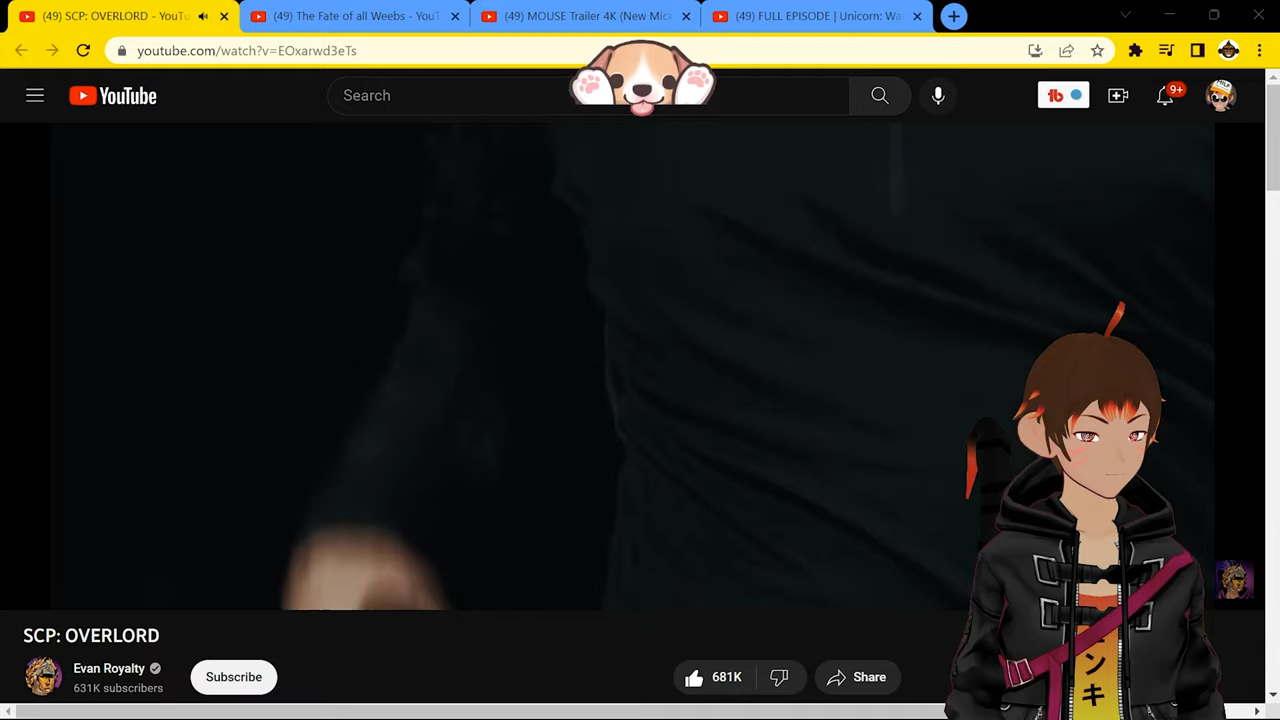 (49) SCP: OVERLORD - YouTu
(49) The Fate of all Weebs - YouT
(49) MOUSE Trailer 4K (New Mick
(49) FULL EPISODE | Unicorn: Wa
youtube.com/watch?v=EOxarwd3eTs
YouTube
Search
9+
SCP: OVERLORD
Evan Royalty
631K subscribers
Subscribe
681K
Share
ンキ